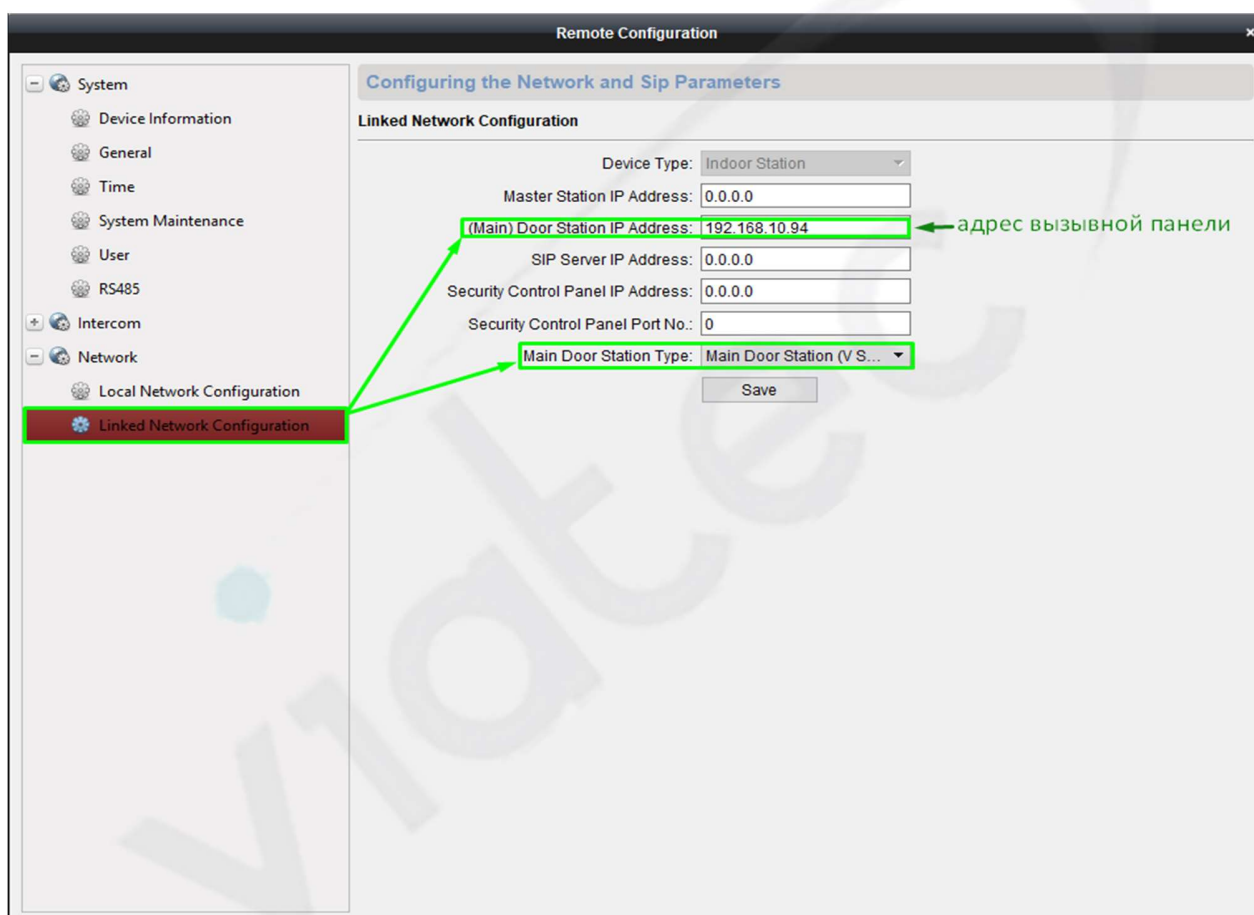 Remote Configuration ×
System
Device Information
General
Time
System Maintenance
User
RS485
Intercom
Network
Local Network Configuration
Linked Network Configuration
Configuring the Network and Sip Parameters
Linked Network Configuration
Device Type: Indoor Station
Master Station IP Address: 0.0.0.0
(Main) Door Station IP Address: 192.168.10.94 адрес вызывной панели
SIP Server IP Address: 0.0.0.0
Security Control Panel IP Address: 0.0.0.0
Security Control Panel Port No.: 0
Main Door Station Type: Main Door Station (V S...
Save
viatec